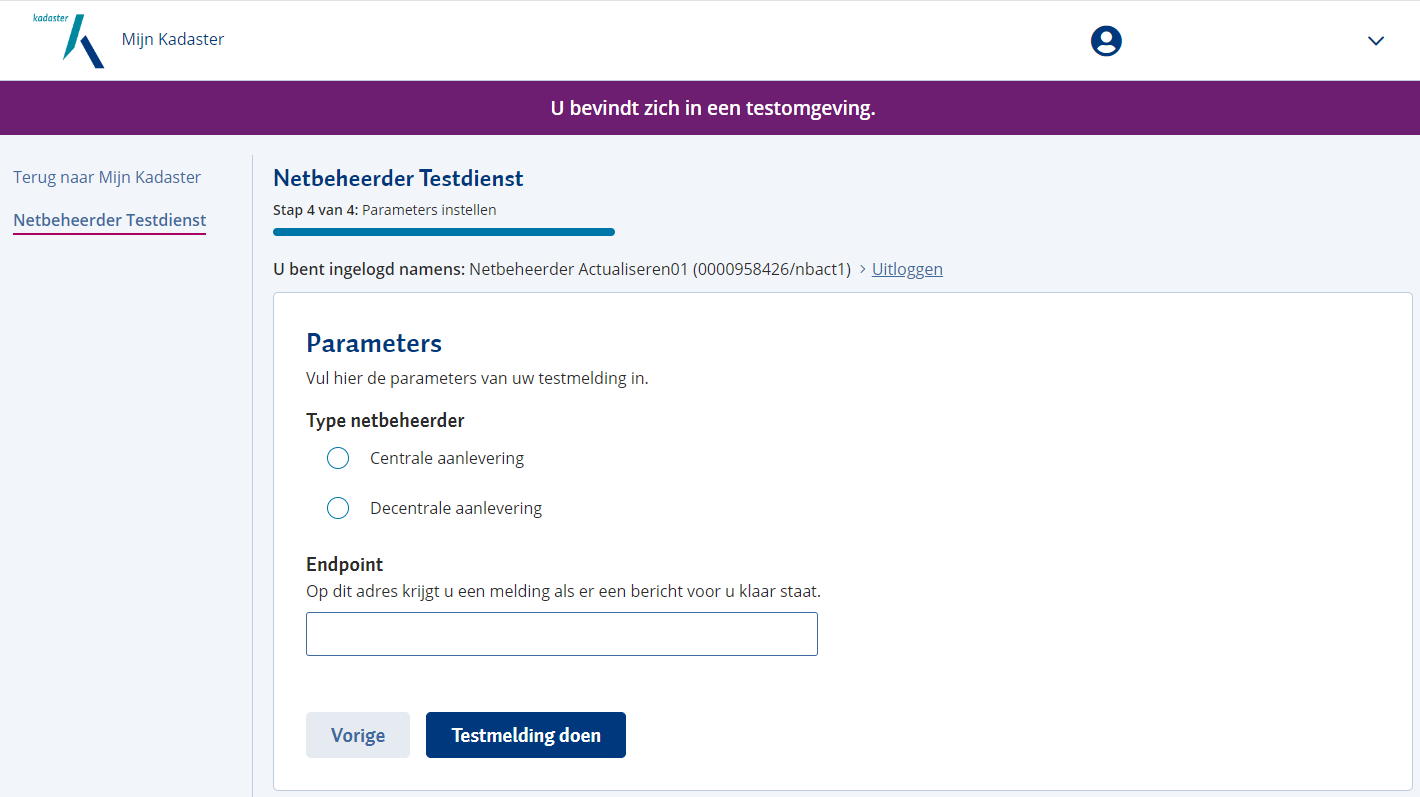 kadaster
Mijn Kadaster
U bevindt zich in een testomgeving.
Terug naar Mijn Kadaster
Netbeheerder Testdienst
Netbeheerder Testdienst
Stap 4 van 4: Parameters instellen
U bent ingelogd namens: Netbeheerder Actualiseren01 (0000958426/nbact1) > Uitloggen
Parameters
Vul hier de parameters van uw testmelding in.
Type netbeheerder
Centrale aanlevering
Decentrale aanlevering
Endpoint
Op dit adres krijgt u een melding als er een bericht voor u klaar staat.
Vorige
Testmelding doen